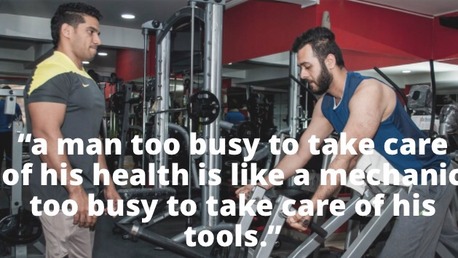 “a man too busy to take care
of his health is like a mechanic
too busy to take care of his
tools.”